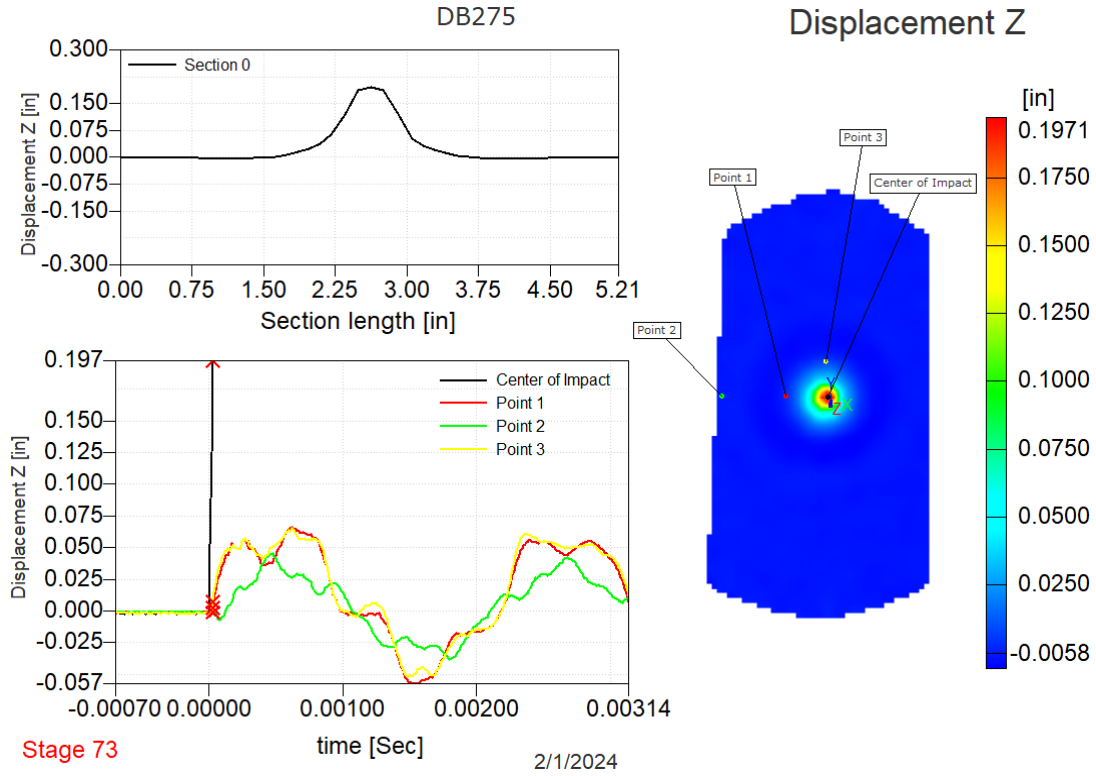 DB275
Displacement Z
0.300
0.150
0.075
0.000
-0.075
-0.150
-0.300
Displacement Z [in]
Section 0
0.00 0.75 1.50 2.25 3.00 3.75 4.50 5.21
Section length [in]
0.197
0.150
0.125
0.100
0.075
0.050
0.025
0.000
-0.025
-0.057
Displacement Z [in]
Center of Impact
Point 1
Point 2
Point 3
-0.00070 0.00000 0.00100 0.00200 0.00314
time [Sec]
Stage 73
2/1/2024
Point 3
Point 1
Center of Impact
Point 2
Y
X
Z
[in]
0.1971
0.1750
0.1500
0.1250
0.1000
0.0750
0.0500
0.0250
-0.0058